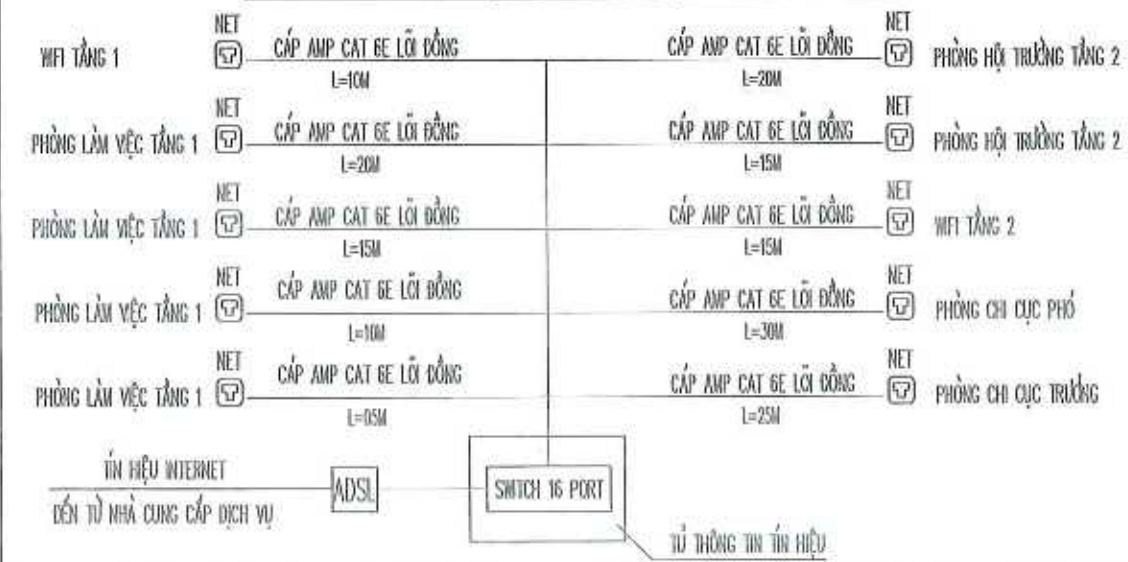 NET
NET
WIFI TẦNG 1
CÁP AMP CAT 6E LÕI ĐỒNG
CÁP AMP CAT 6E LÕI ĐỒNG
PHÒNG HỘI TRƯỜNG TẦNG 2
L=10M
L=20M
NET
NET
PHÒNG LÀM VIỆC TẦNG 1
CÁP AMP CAT 6E LÕI ĐỒNG
CÁP AMP CAT 6E LÕI ĐỒNG
PHÒNG HỘI TRƯỜNG TẦNG 2
L=20M
L=15M
NET
NET
PHÒNG LÀM VIỆC TẦNG 1
CÁP AMP CAT 6E LÕI ĐỒNG
CÁP AMP CAT 6E LÕI ĐỒNG
WIFI TẦNG 2
L=15M
L=15M
NET
NET
PHÒNG LÀM VIỆC TẦNG 1
CÁP AMP CAT 6E LÕI ĐỒNG
CÁP AMP CAT 6E LÕI ĐỒNG
PHÒNG CHI CỤC PHÓ
L=10M
L=30M
NET
NET
PHÒNG LÀM VIỆC TẦNG 1
CÁP AMP CAT 6E LÕI ĐỒNG
CÁP AMP CAT 6E LÕI ĐỒNG
PHÒNG CHI CỤC TRƯỞNG
L=05M
L=25M
TÍN HIỆU INTERNET
ADSL
SWITCH 16 PORT
ĐẾN TỪ NHÀ CUNG CẤP DỊCH VỤ
TỦ THÔNG TIN TÍN HIỆU